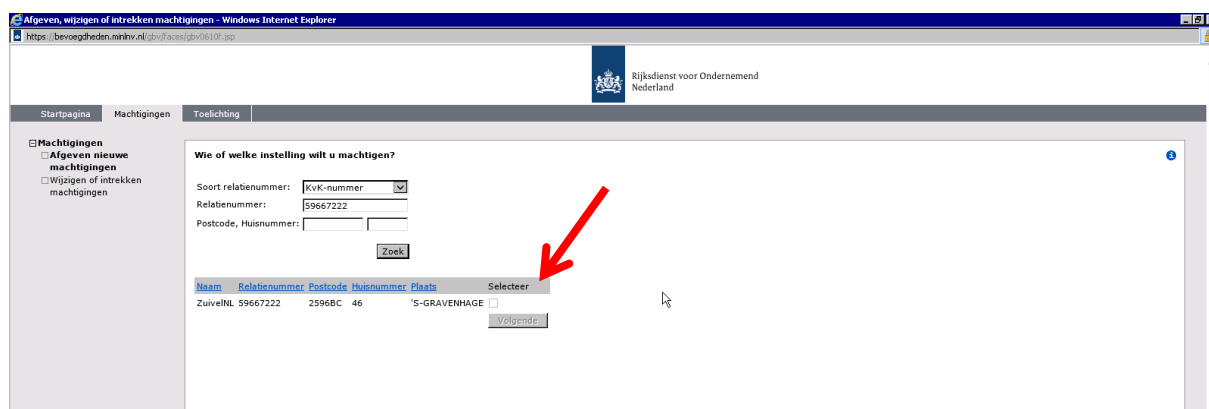 Afgeven, wijzigen of intrekken machtigingen - Windows Internet Explorer
https://bevoegdheden.minlnv.nl/gbv/faces/gbv0610f.jsp
Rijksdienst voor Ondernemend
Nederland
Startpagina Machtigingen Toelichting
Machtigingen
Afgeven nieuwe
machtigingen
Wijzigen of intrekken
machtigingen
Wie of welke instelling wilt u machtigen?
Soort relatienummer: KvK-nummer
Relatienummer: 59667222
Postcode, Huisnummer:
Zoek
Naam Relatienummer Postcode Huisnummer Plaats Selecteer
ZuivelNL 59667222 2596BC 46 'S-GRAVENHAGE
Volgende